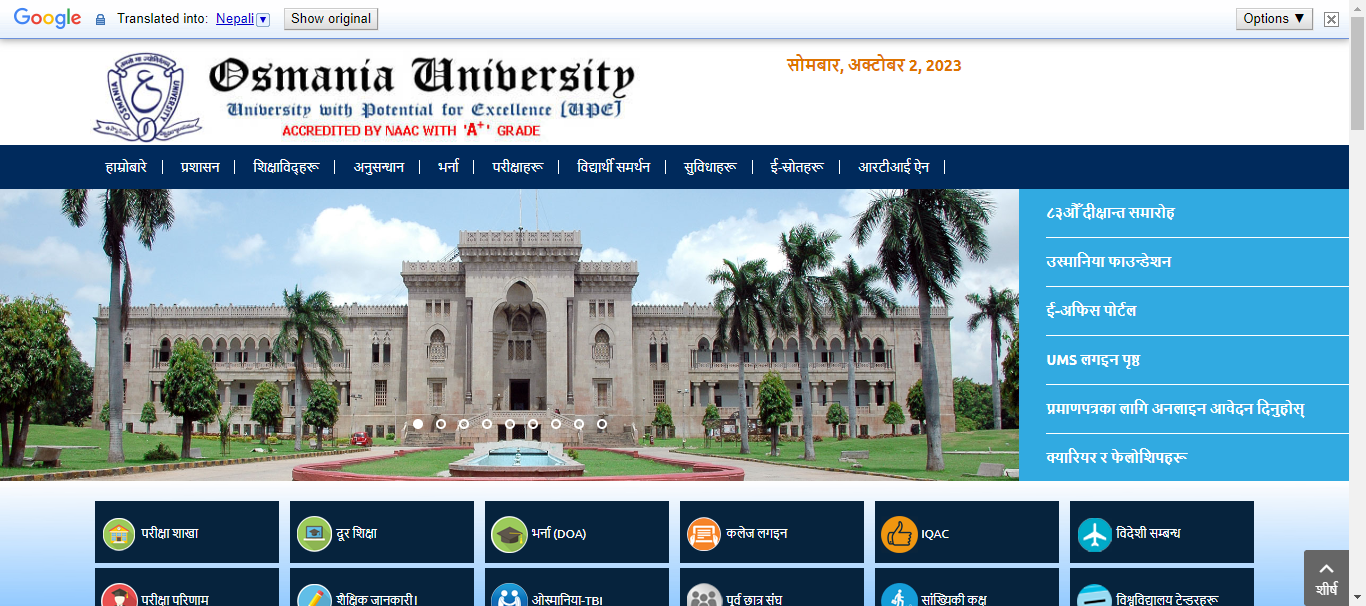 Google Translated into: Nepali Show original Options ▼
Osmania University
University with Potential for Excellence [UPE]
ACCREDITED BY NAAC WITH 'A+' GRADE
OSMANIA UNIVERSITY
सोमबार, अक्टोबर 2, 2023
हाम्रोबारे | प्रशासन | शिक्षाविद्हरू | अनुसन्धान | भर्ना | परीक्षाहरू | विद्यार्थी समर्थन | सुविधाहरू | ई-स्रोतहरू | आरटीआई ऐन |
८३औँ दीक्षान्त समारोह
उस्मानिया फाउन्डेशन
ई-अफिस पोर्टल
UMS लगइन पृष्ठ
प्रमाणपत्रका लागि अनलाइन आवेदन दिनुहोस्
क्यारियर र फेलोशिपहरू
परीक्षा शाखा दूर शिक्षा भर्ना (DOA) कलेज लगइन IQAC विदेशी सम्बन्ध
परीक्षा परिणाम शैक्षिक जानकारी। ओस्मानिया-TBI पूर्व छात्र संघ सांख्यिकी कक्ष विश्वविद्यालय टेन्डरहरू
शीर्ष